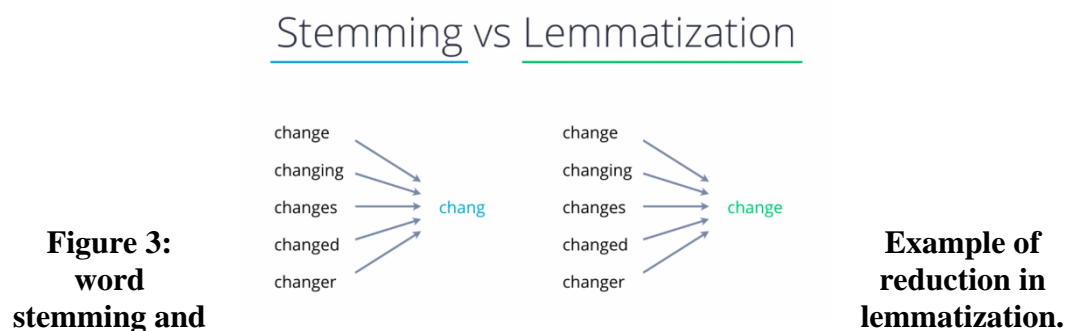 Stemming vs Lemmatization
change
changing
changes
changed
changer
chang
change
changing
changes
changed
changer
change
Figure 3: Example of
word reduction in
stemming and lemmatization.